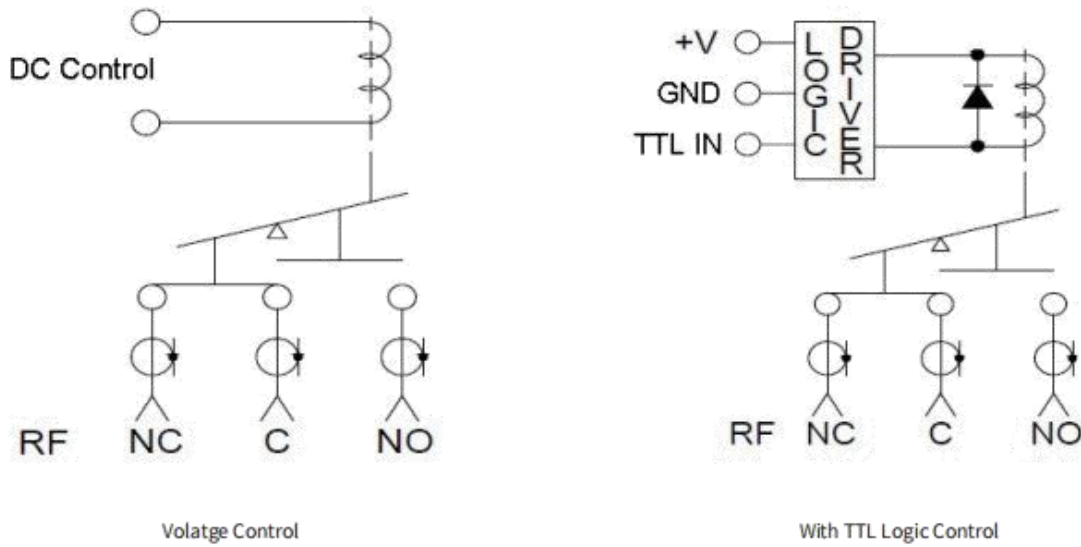 DC Control
RF NC C NO
Volatge Control
+V
GND
TTL IN
LOGIC
DRIVER
RF NC C NO
With TTL Logic Control